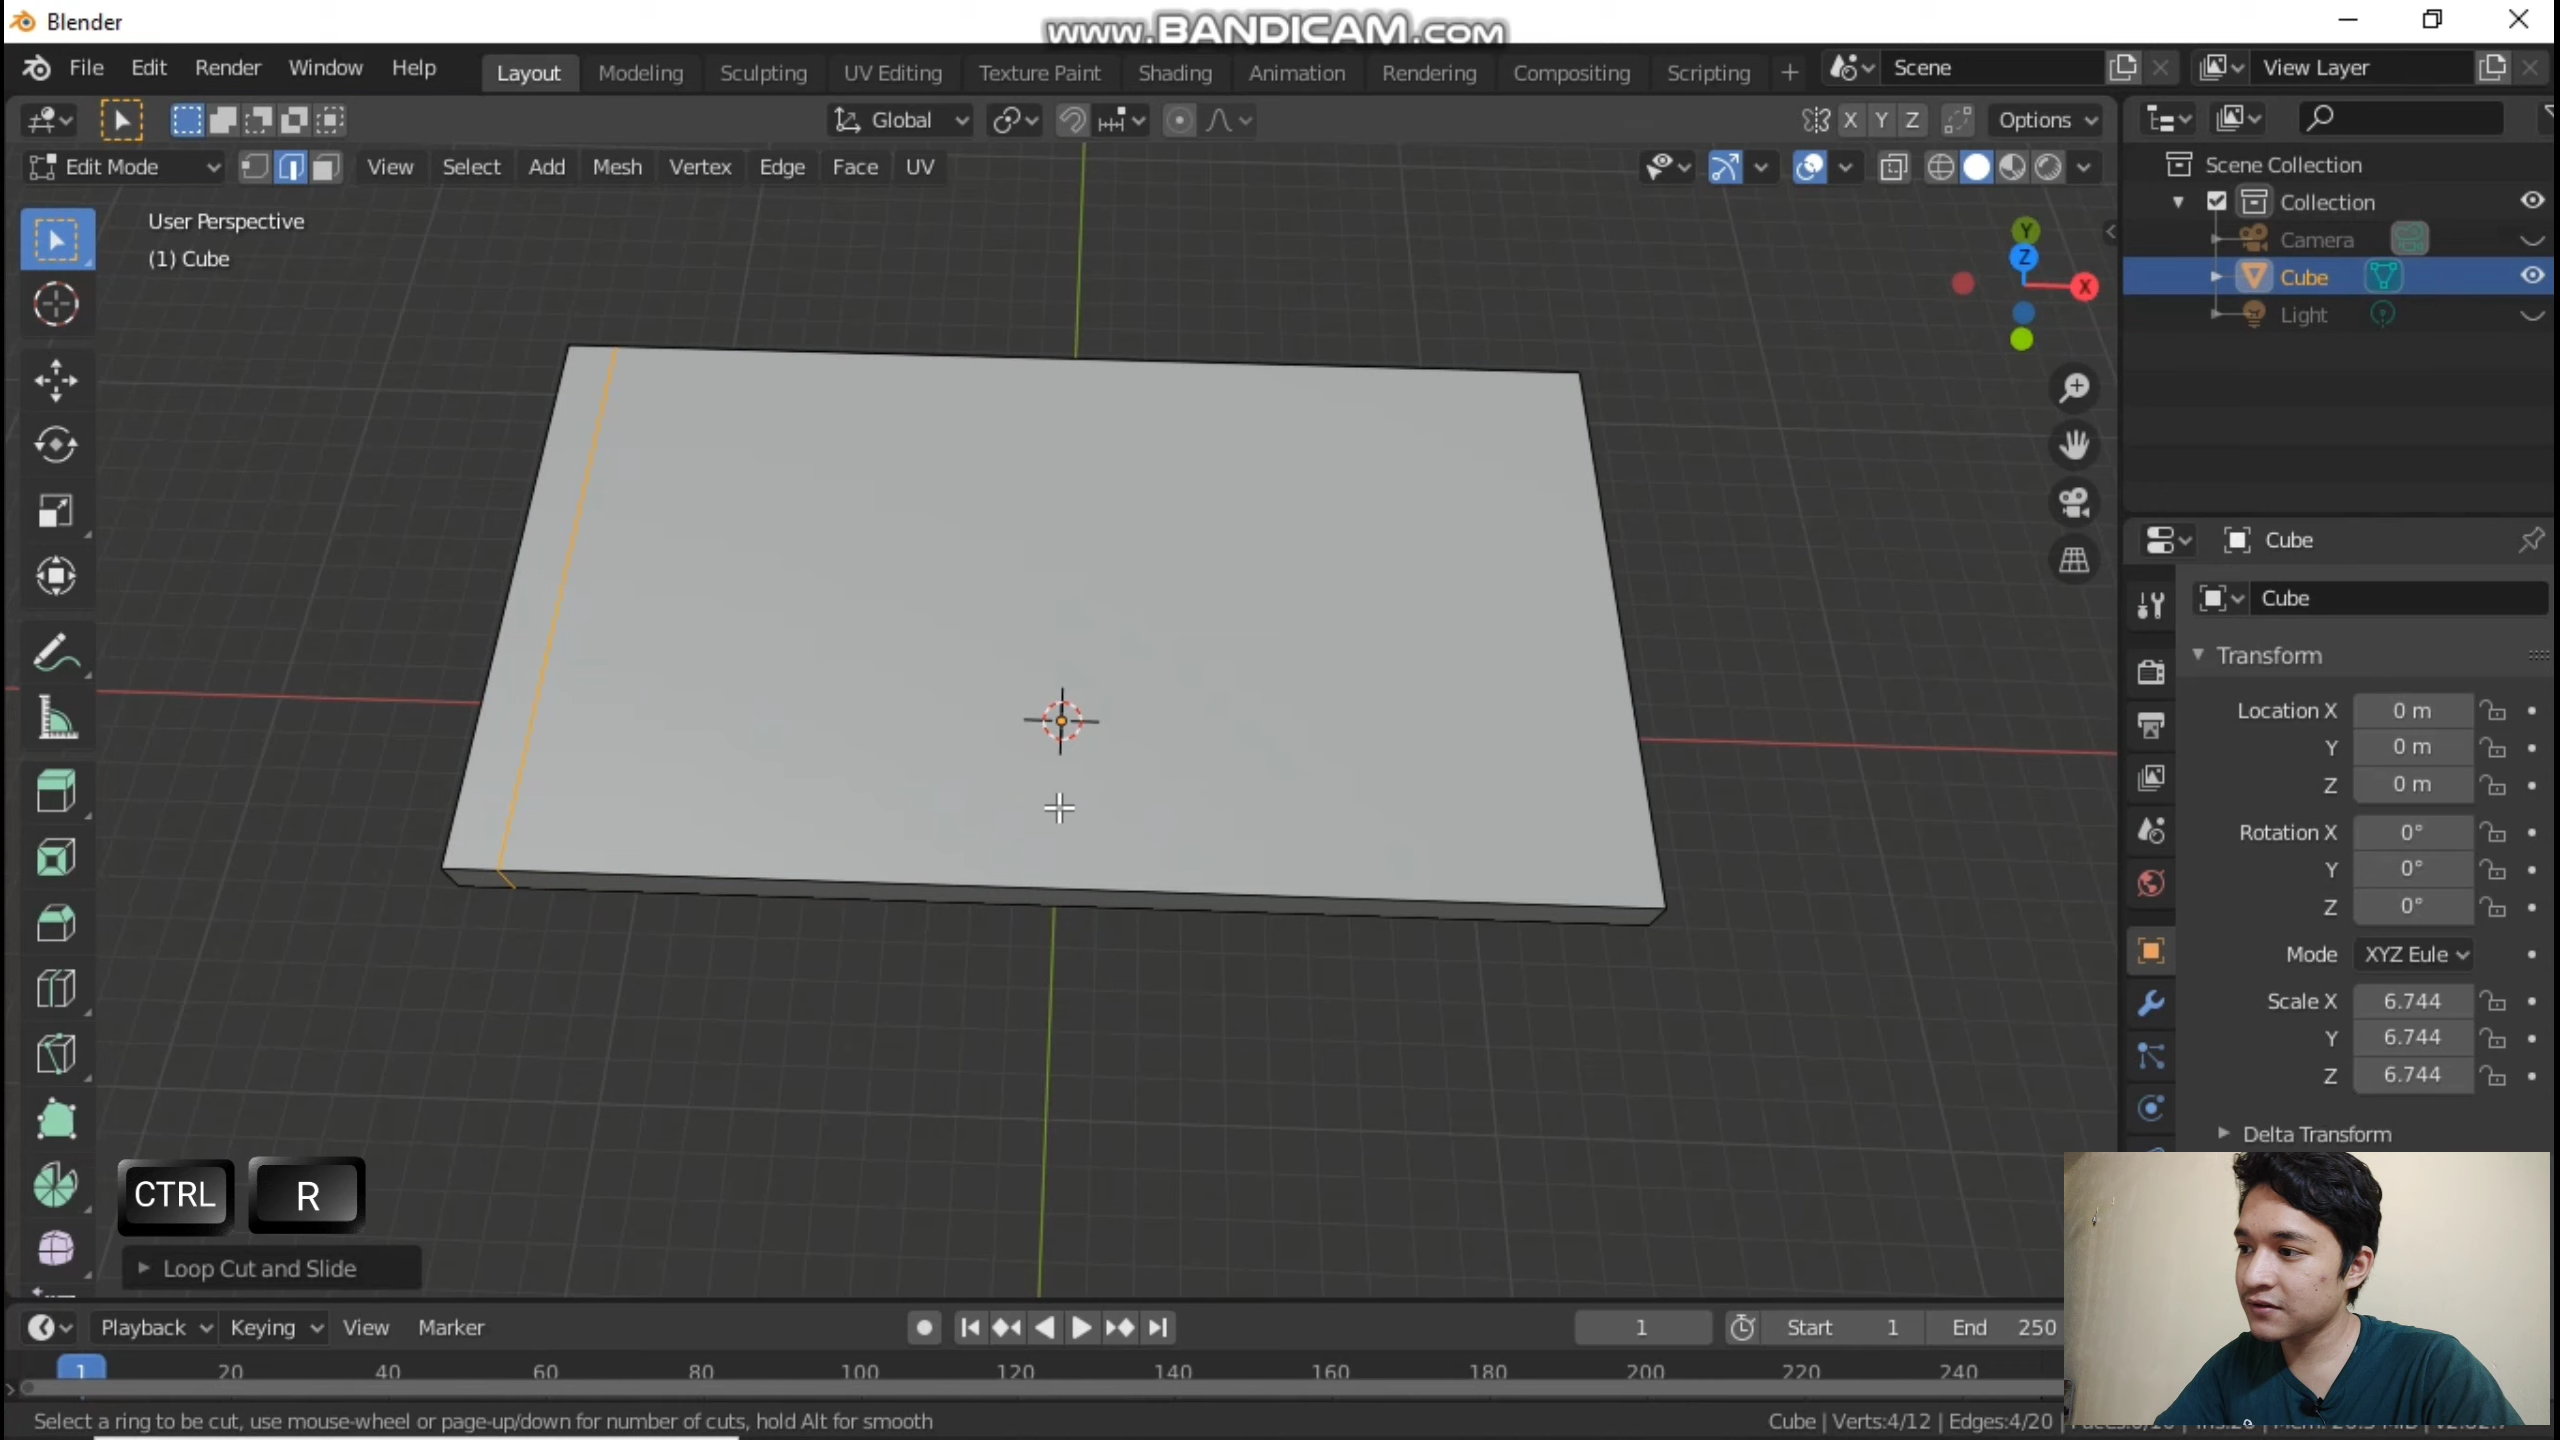 Blender
www.BANDICAM.com
File Edit Render Window Help
Layout Modeling Sculpting UV Editing Texture Paint Shading Animation Rendering Compositing Scripting +
Scene
View Layer
Global
X Y Z
Options
Edit Mode
View Select Add Mesh Vertex Edge Face UV
User Perspective
(1) Cube
Y
Z
X
Scene Collection
Collection
Camera
Cube
Light
Cube
Cube
Transform
Location X 0 m
Y 0 m
Z 0 m
Rotation X 0°
Y 0°
Z 0°
Mode XYZ Eule
Scale X 6.744
Y 6.744
Z 6.744
Delta Transform
CTRL R
Loop Cut and Slide
Playback Keying View Marker
1
Start 1
End 250
1 20 40 60 80 100 120 140 160 180 200 220 240
Select a ring to be cut, use mouse-wheel or page-up/down for number of cuts, hold Alt for smooth
Cube | Verts:4/12 | Edges:4/20